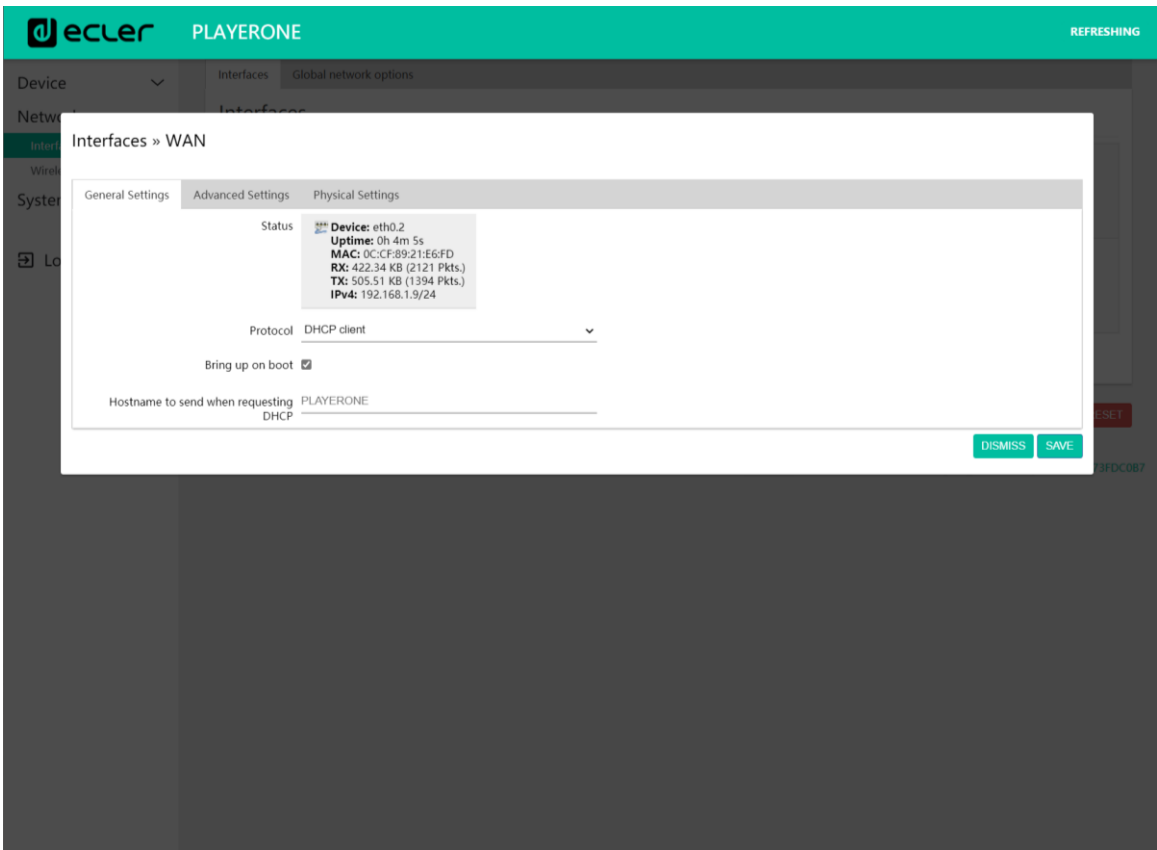 ecler
PLAYERONE
REFRESHING
Device
Interfaces
Global network options
Interfaces
Interfaces » WAN
General Settings
Advanced Settings
Physical Settings
Status
Device: eth0.2
Uptime: 0h 4m 5s
MAC: 0C:CF:89:21:E6:FD
RX: 422.34 KB (2121 Pkts.)
TX: 505.51 KB (1394 Pkts.)
IPv4: 192.168.1.9/24
Protocol
DHCP client
Bring up on boot
Hostname to send when requesting
DHCP
PLAYERONE
DISMISS
SAVE